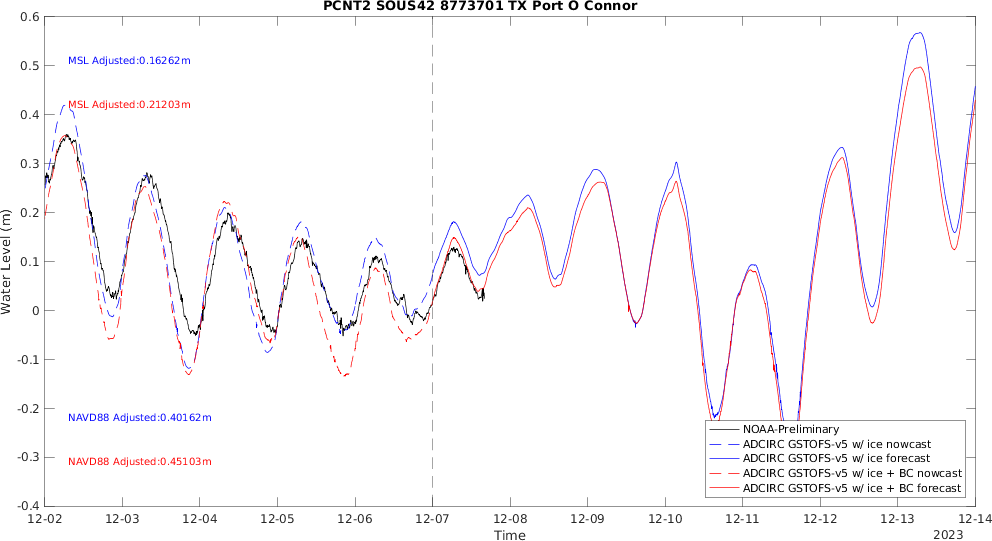 PCNT2 SOUS42 8773701 TX Port O Connor
0.6
0.5
0.4
0.3
0.2
0.1
0
-0.1
-0.2
-0.3
-0.4
Water Level (m)
MSL Adjusted:0.16262m
MSL Adjusted:0.21203m
NAVD88 Adjusted:0.40162m
NAVD88 Adjusted:0.45103m
NOAA-Preliminary
ADCIRC GSTOFS-v5 w/ ice nowcast
ADCIRC GSTOFS-v5 w/ ice forecast
ADCIRC GSTOFS-v5 w/ ice + BC nowcast
ADCIRC GSTOFS-v5 w/ ice + BC forecast
12-02 12-03 12-04 12-05 12-06 12-07 12-08 12-09 12-10 12-11 12-12 12-13 12-14
Time
2023